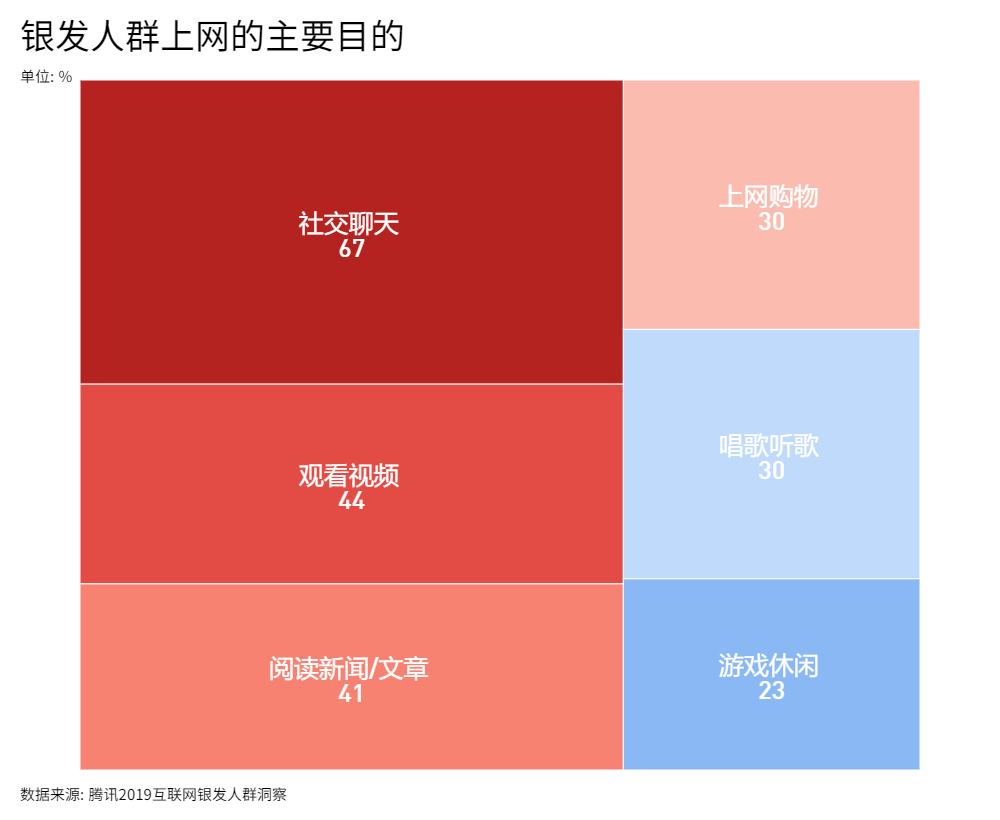 银发人群上网的主要目的
单位: %
社交聊天
67
观看视频
44
阅读新闻/文章
41
上网购物
30
唱歌听歌
30
游戏休闲
23
数据来源: 腾讯2019互联网银发人群洞察